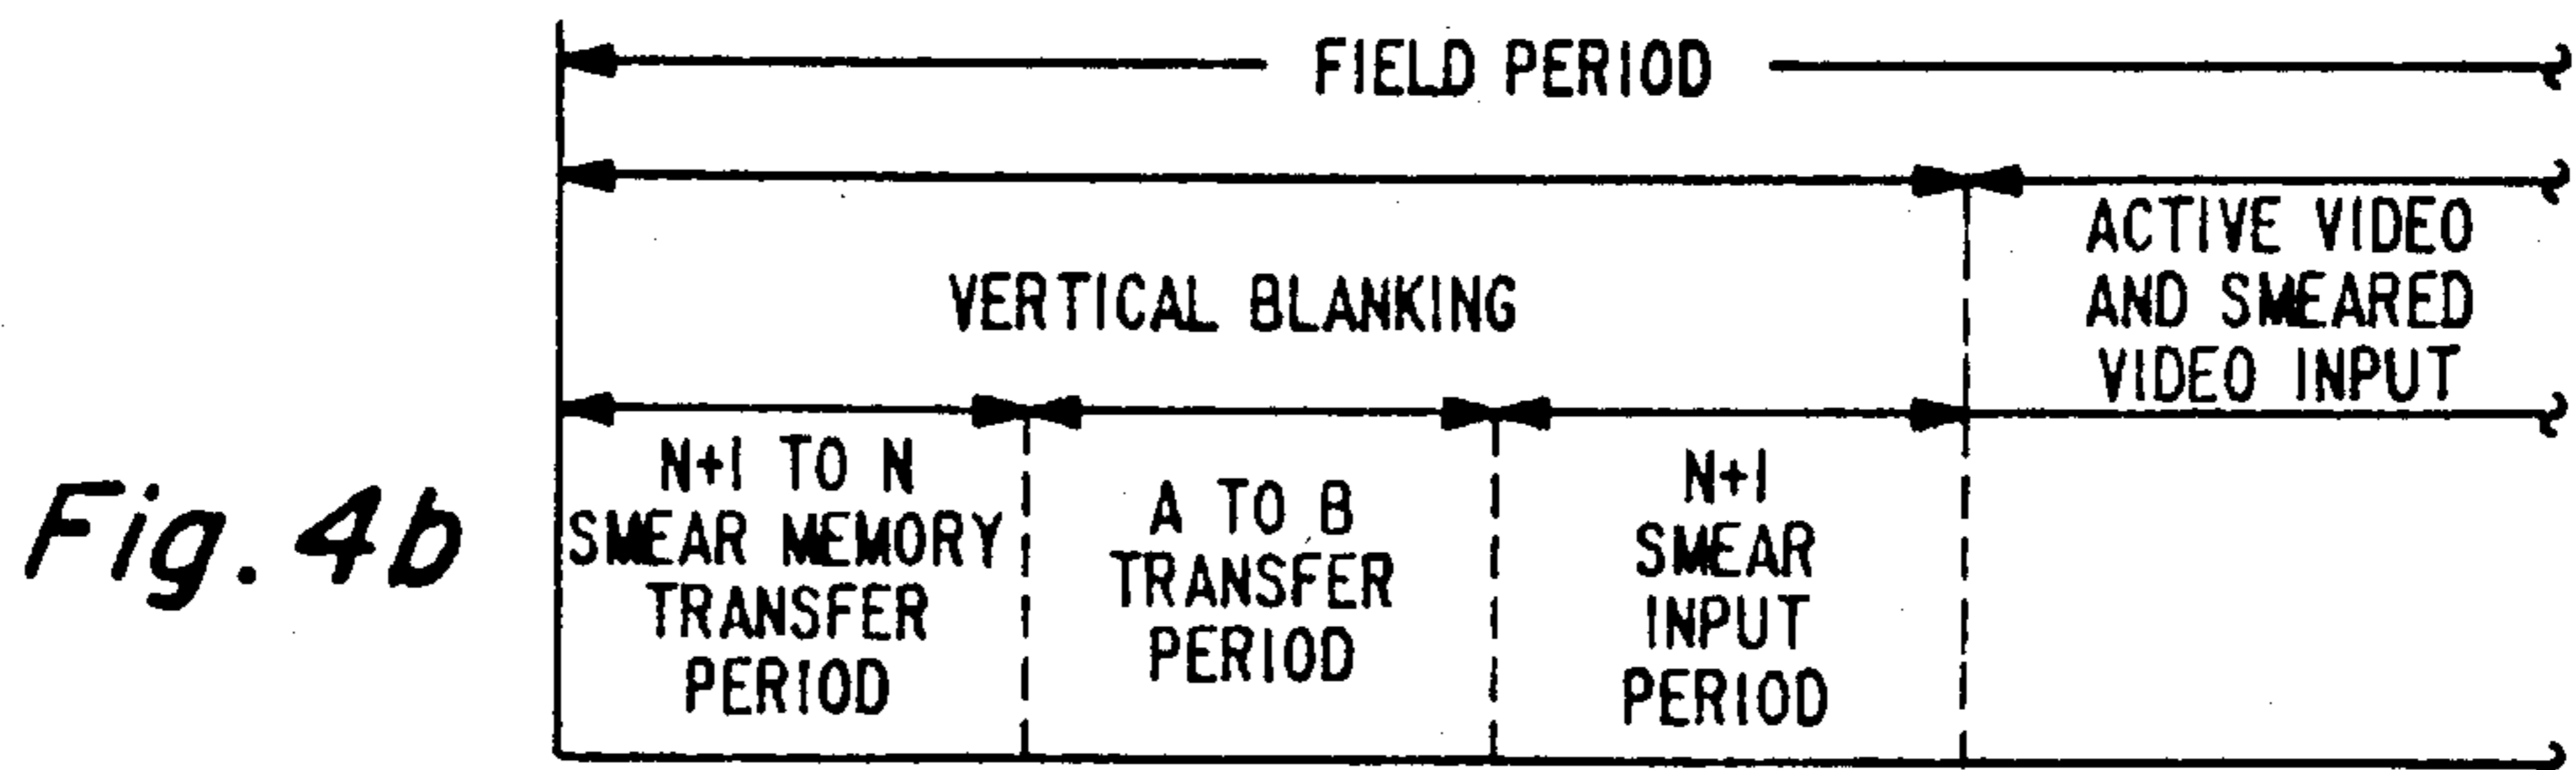 FIELD PERIOD
VERTICAL BLANKING
ACTIVE VIDEO
AND SMEARED
VIDEO INPUT
N+1 TO N
SMEAR MEMORY
TRANSFER
PERIOD
A TO B
TRANSFER
PERIOD
N+1
SMEAR
INPUT
PERIOD
Fig. 4b